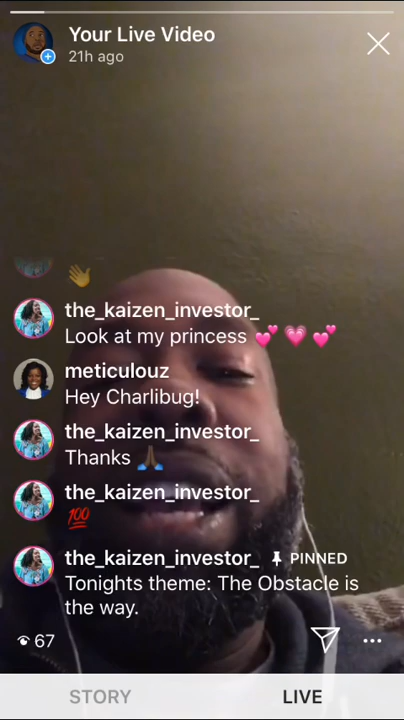 Your Live Video
21h ago
the_kaizen_investor_
Look at my princess 💕 💗 💕
meticulouz
Hey Charlibug!
the_kaizen_investor_
Thanks 🙏🏾
the_kaizen_investor_
💯
the_kaizen_investor_ PINNED
Tonights theme: The Obstacle is
the way.
67
STORY LIVE